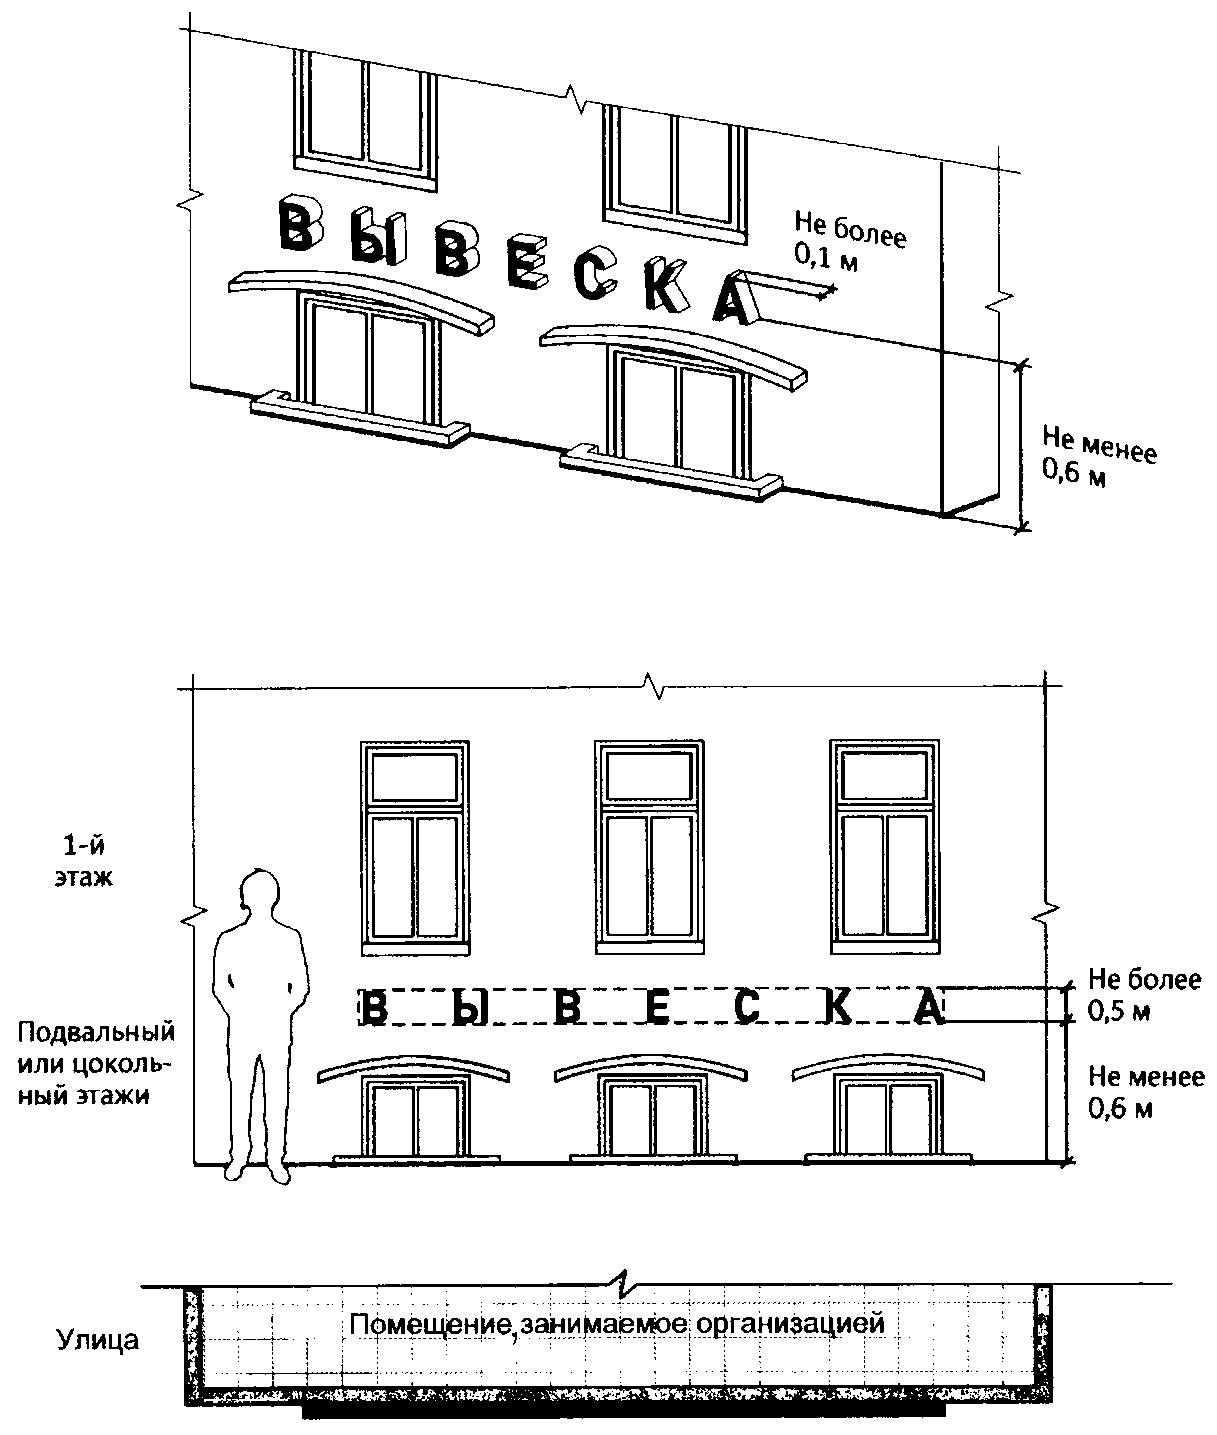 ВЫВЕСКА
Не более
0,1 м
Не менее
0,6 м
1-й
этаж
Подвальный
или цоколь-
ный этажи
ВЫВЕСКА
Не более
0,5 м
Не менее
0,6 м
Улица
Помещение, занимаемое организацией